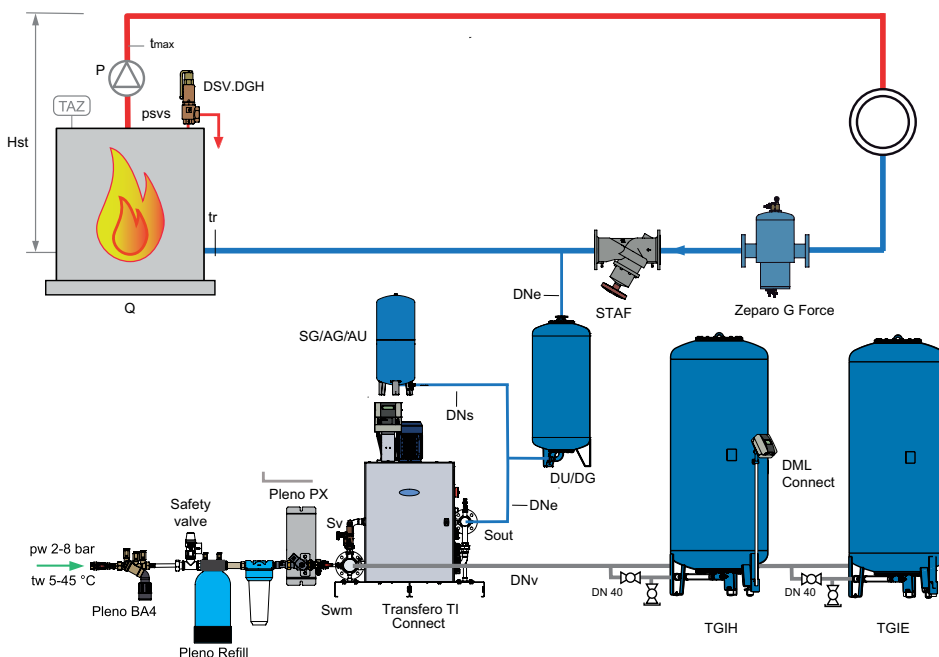 tmax
P
DSV.DGH
TAZ
psvs
Hst
tr
Q
DNe
STAF
Zeparo G Force
SG/AG/AU
DNs
DU/DG
DML
Connect
Pleno PX
DNe
Safety
valve
Sv
Sout
pw 2-8 bar
tw 5-45 °C
DNv
DN 40
DN 40
Pleno BA4
Swm
Transfero TI
Connect
TGIH
TGIE
Pleno Refill